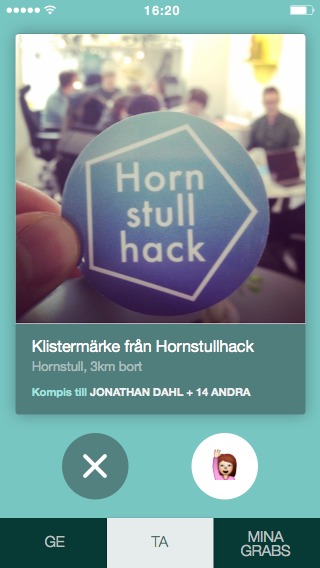 16:20
Horn
stull
hack
Klistermärke från Hornstullhack
Hornstull, 3km bort
Kompis till JONATHAN DAHL + 14 ANDRA
GE
TA
MINA
GRABS